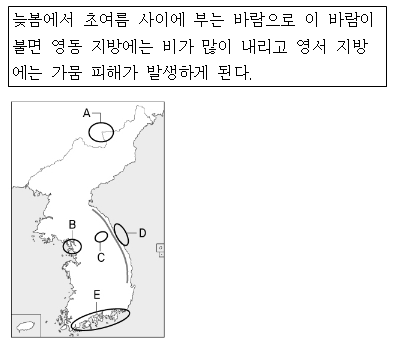 늦봄에서 초여름 사이에 부는 바람으로 이 바람이
불면 영동 지방에는 비가 많이 내리고 영서 지방
에는 가뭄 피해가 발생하게 된다.
A
B
C
D
E